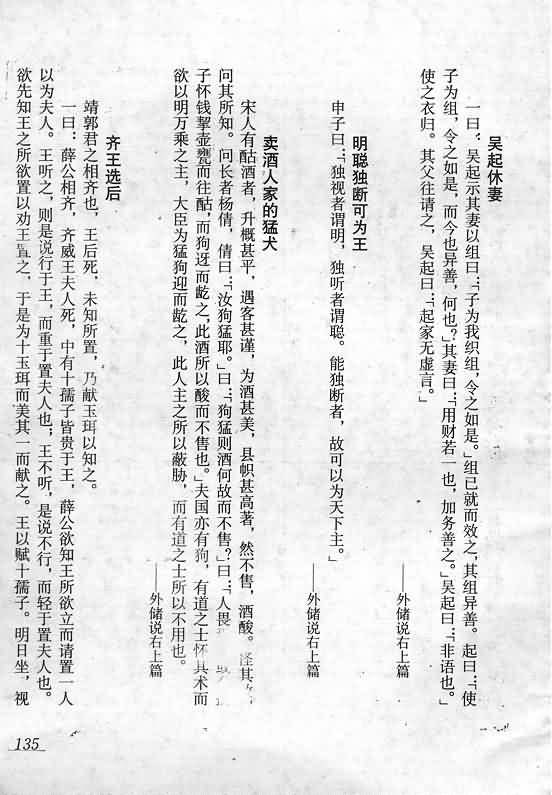 吴起休妻
一曰：吴起示其妻以组曰：“子为我织组，令之如是。”组已就而效之，其组异善。起曰：“使
子为组，令之如是，而今也异善，何也？”其妻曰：“用财若一也，加务善之。”吴起曰：“非语也。”
使之衣归。其父往请之，吴起曰：“起家无虚言。”
——外储说右上篇
明聪独断可为王
申子曰：“独视者谓明，独听者谓聪。能独断者，故可以为天下主。”
——外储说右上篇
卖酒人家的猛犬
宋人有酤酒者，升概甚平，遇客甚谨，为酒甚美，县帜甚高著，然不售，酒酸。怪其
问其所知。问长者杨倩，倩曰：“汝狗猛耶。”曰：“狗猛则酒何故而不售？”曰：“人畏
子怀钱挈壶瓮而往酤，而狗迓而龁之，此酒所以酸而不售也。”夫国亦有狗，有道之士怀其术而
欲以明万乘之主，大臣为猛狗迎而龁之，此人主之所以蔽胁，而有道之士所以不用也。
——外储说右上篇
齐王选后
靖郭君之相齐也，王后死，未知所置，乃献玉珥以知之。
一曰：薛公相齐，齐威王夫人死，中有十孺子皆贵于王，薛公欲知王所欲立而请置一人
以为夫人。王听之，则是说行于王，而重于置夫人也；王不听，是说不行，而轻于置夫人也。
欲先知王之所欲置以劝王置之，于是为十玉珥而美其一而献之。王以赋十孺子。明日坐，视
135